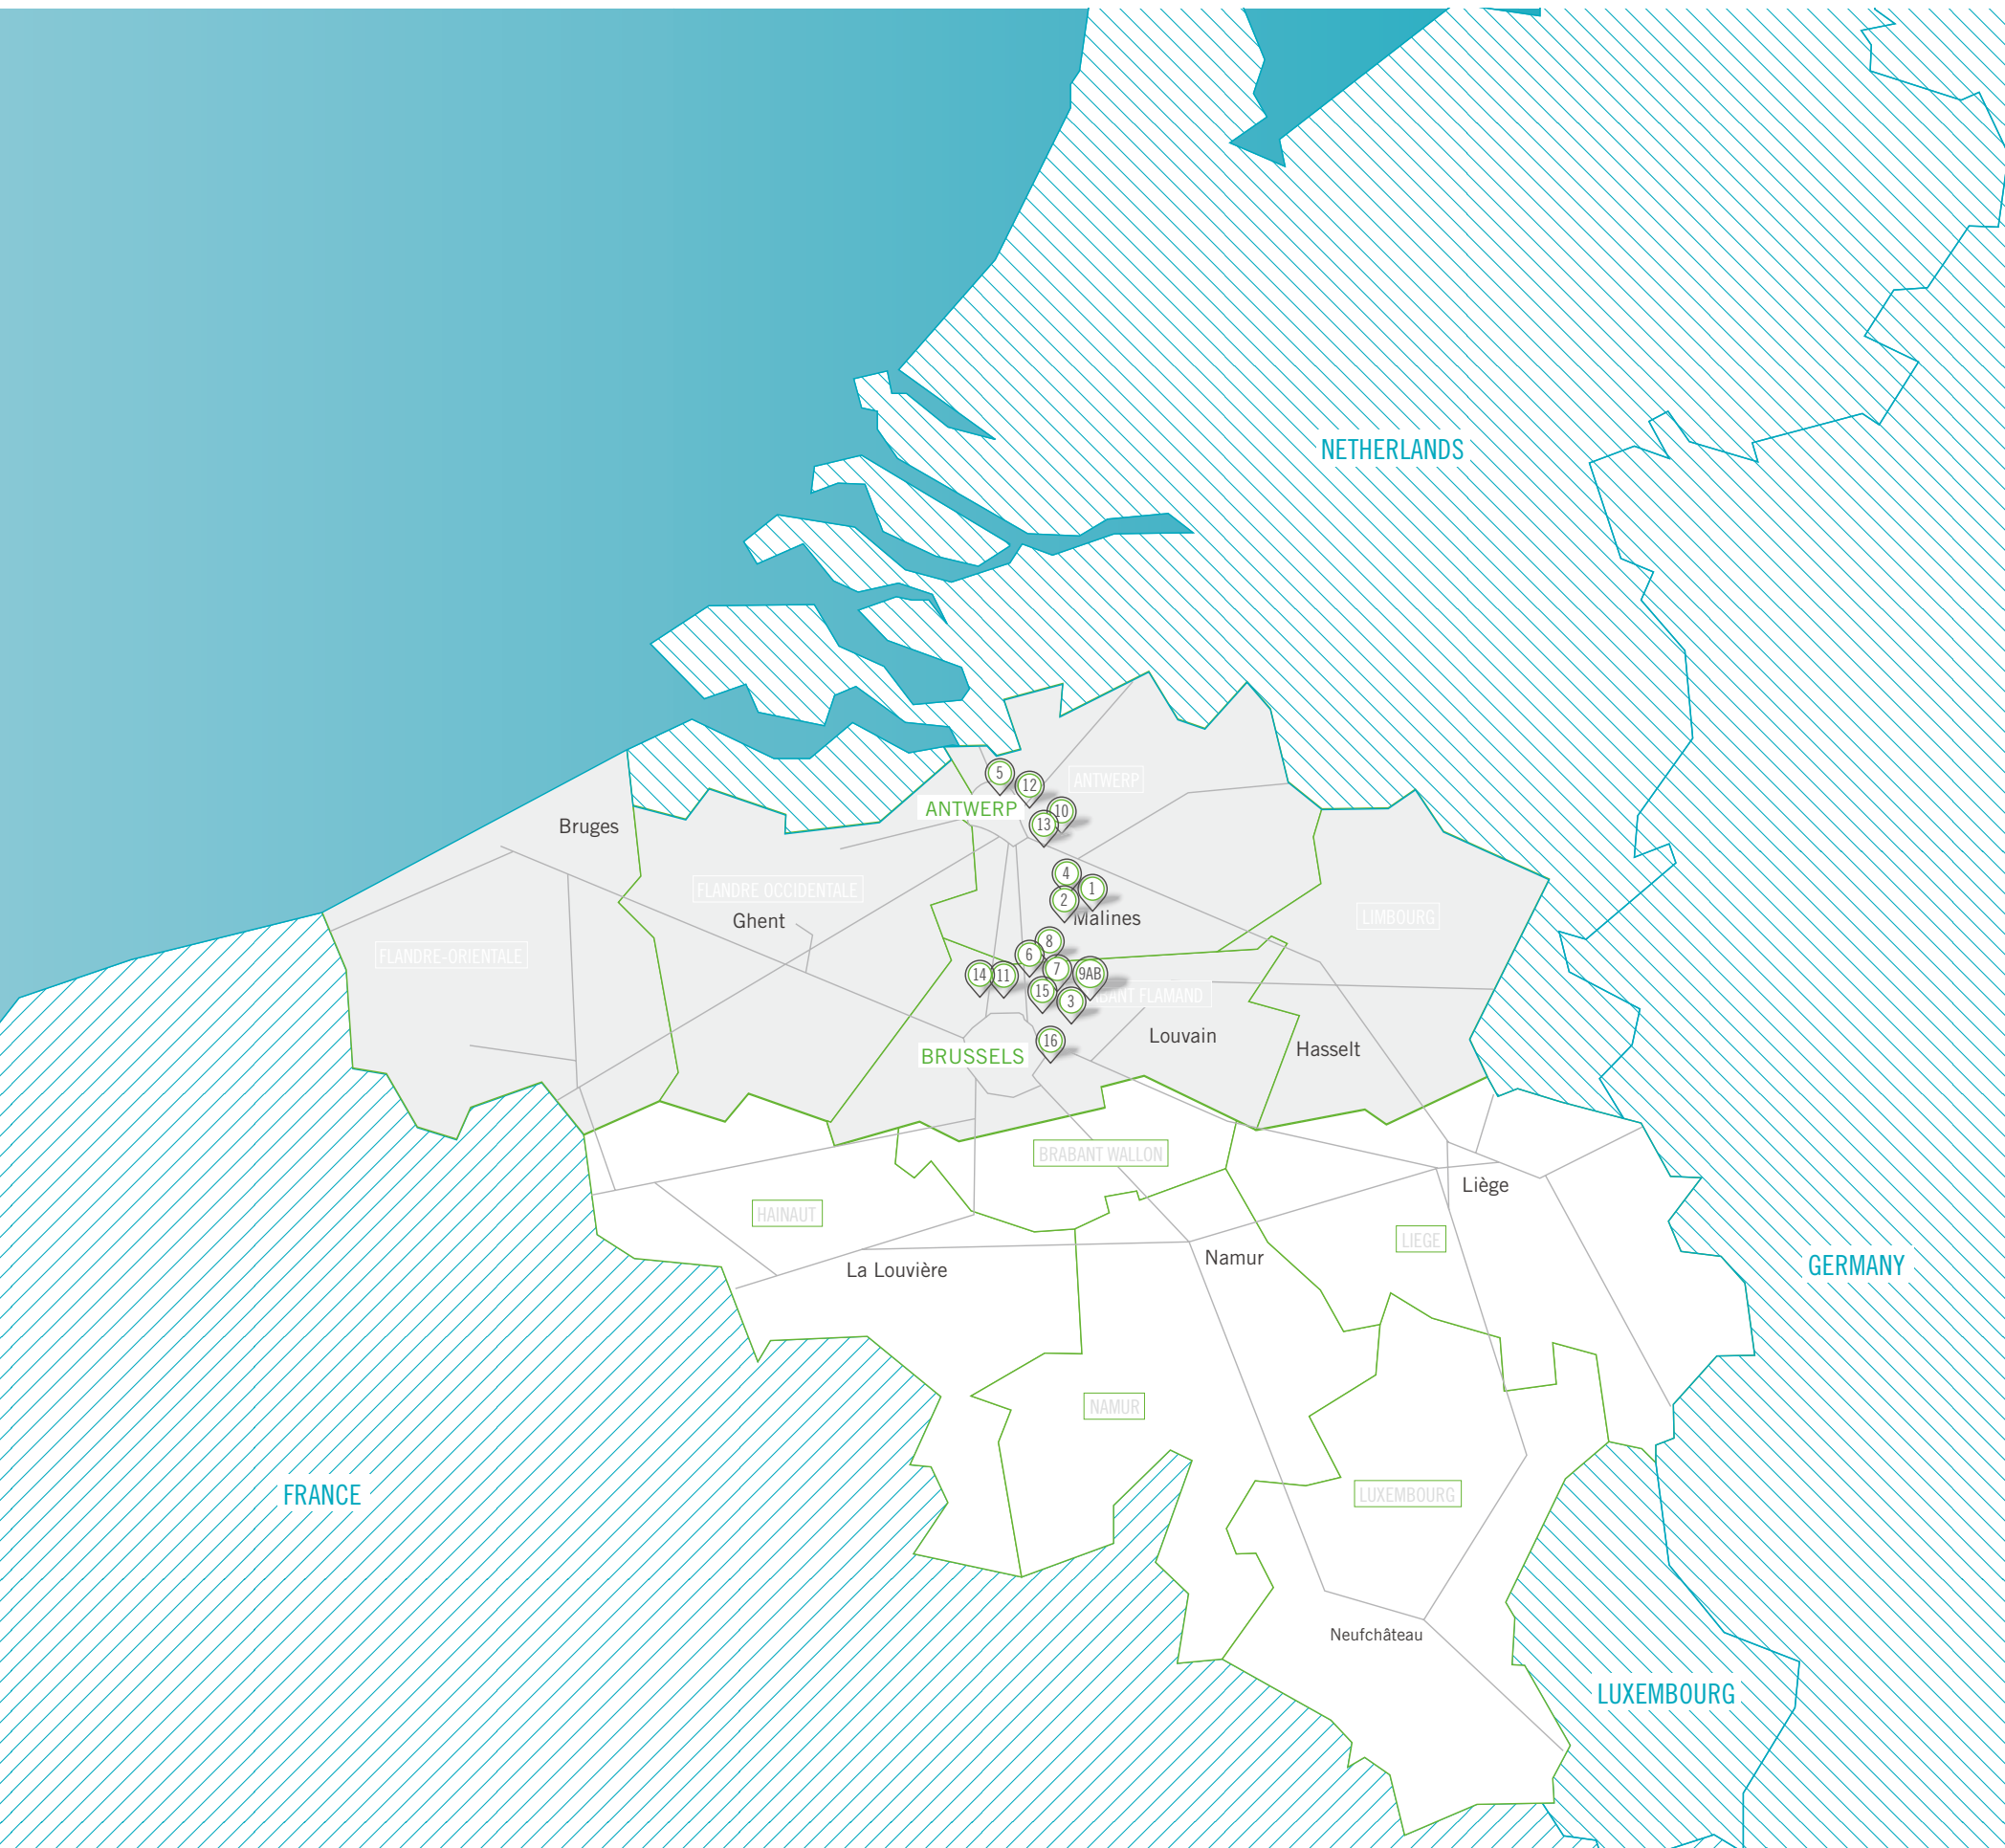 NETHERLANDS
5
12
ANTWERP
ANTWERP
10
13
Bruges
4
1
2
FLANDRE OCCIDENTALE
Malines
LIMBOURG
Ghent
8
FLANDRE-ORIENTALE
6
7
9AB
14
11
15
3
BANT FLAMAND
Louvain
16
Hasselt
BRUSSELS
BRABANT WALLON
Liège
HAINAUT
LIEGE
Namur
GERMANY
La Louvière
NAMUR
FRANCE
LUXEMBOURG
Neufchâteau
LUXEMBOURG